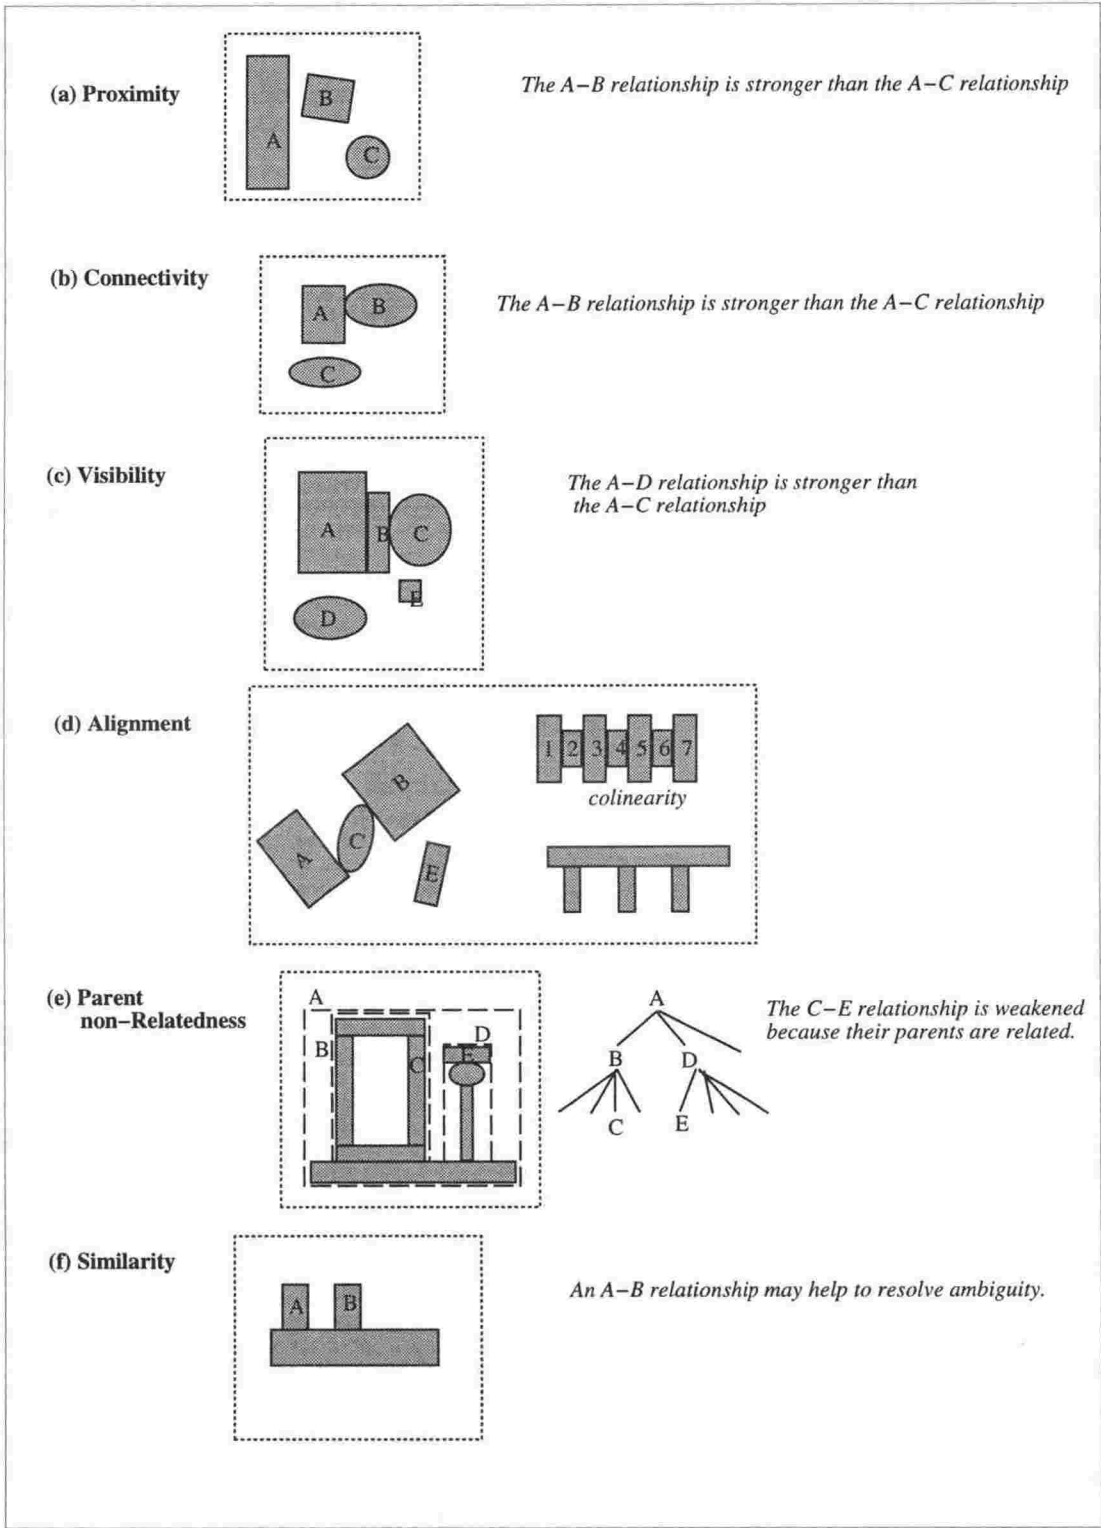 (a) Proximity
A
B
C
The A–B relationship is stronger than the A–C relationship
(b) Connectivity
A
B
C
The A–B relationship is stronger than the A–C relationship
(c) Visibility
A
B
C
D
E
The A–D relationship is stronger than
the A–C relationship
(d) Alignment
A
B
C
E
1 2 3 4 5 6 7
colinearity
(e) Parent
non–Relatedness
A
B
C
D
E
A
B D
C E
The C–E relationship is weakened
because their parents are related.
(f) Similarity
A B
An A–B relationship may help to resolve ambiguity.